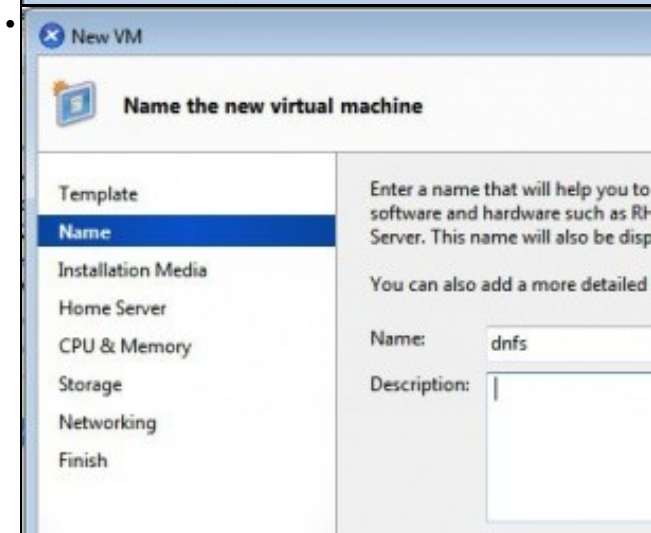 New VM
Name the new virtual machine
Template
Name
Installation Media
Home Server
CPU & Memory
Storage
Networking
Finish
Enter a name that will help you to
software and hardware such as RH
Server. This name will also be disp
You can also add a more detailed
Name: dnfs
Description: